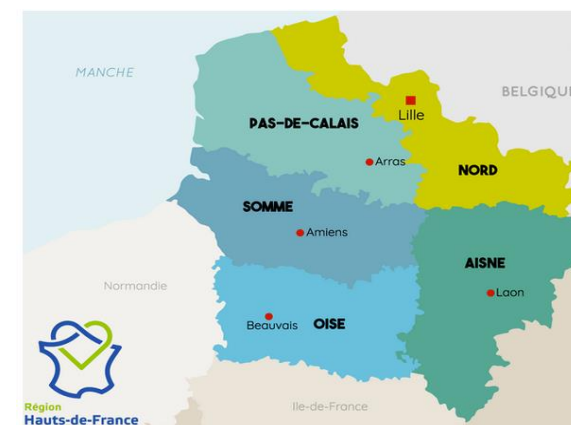 MANCHE
BELGIQUE
Lille
PAS-DE-CALAIS
Arras
NORD
SOMME
Amiens
AISNE
Normandie
Laon
Beauvais
OISE
Région
Hauts-de-France
Ile-de-France